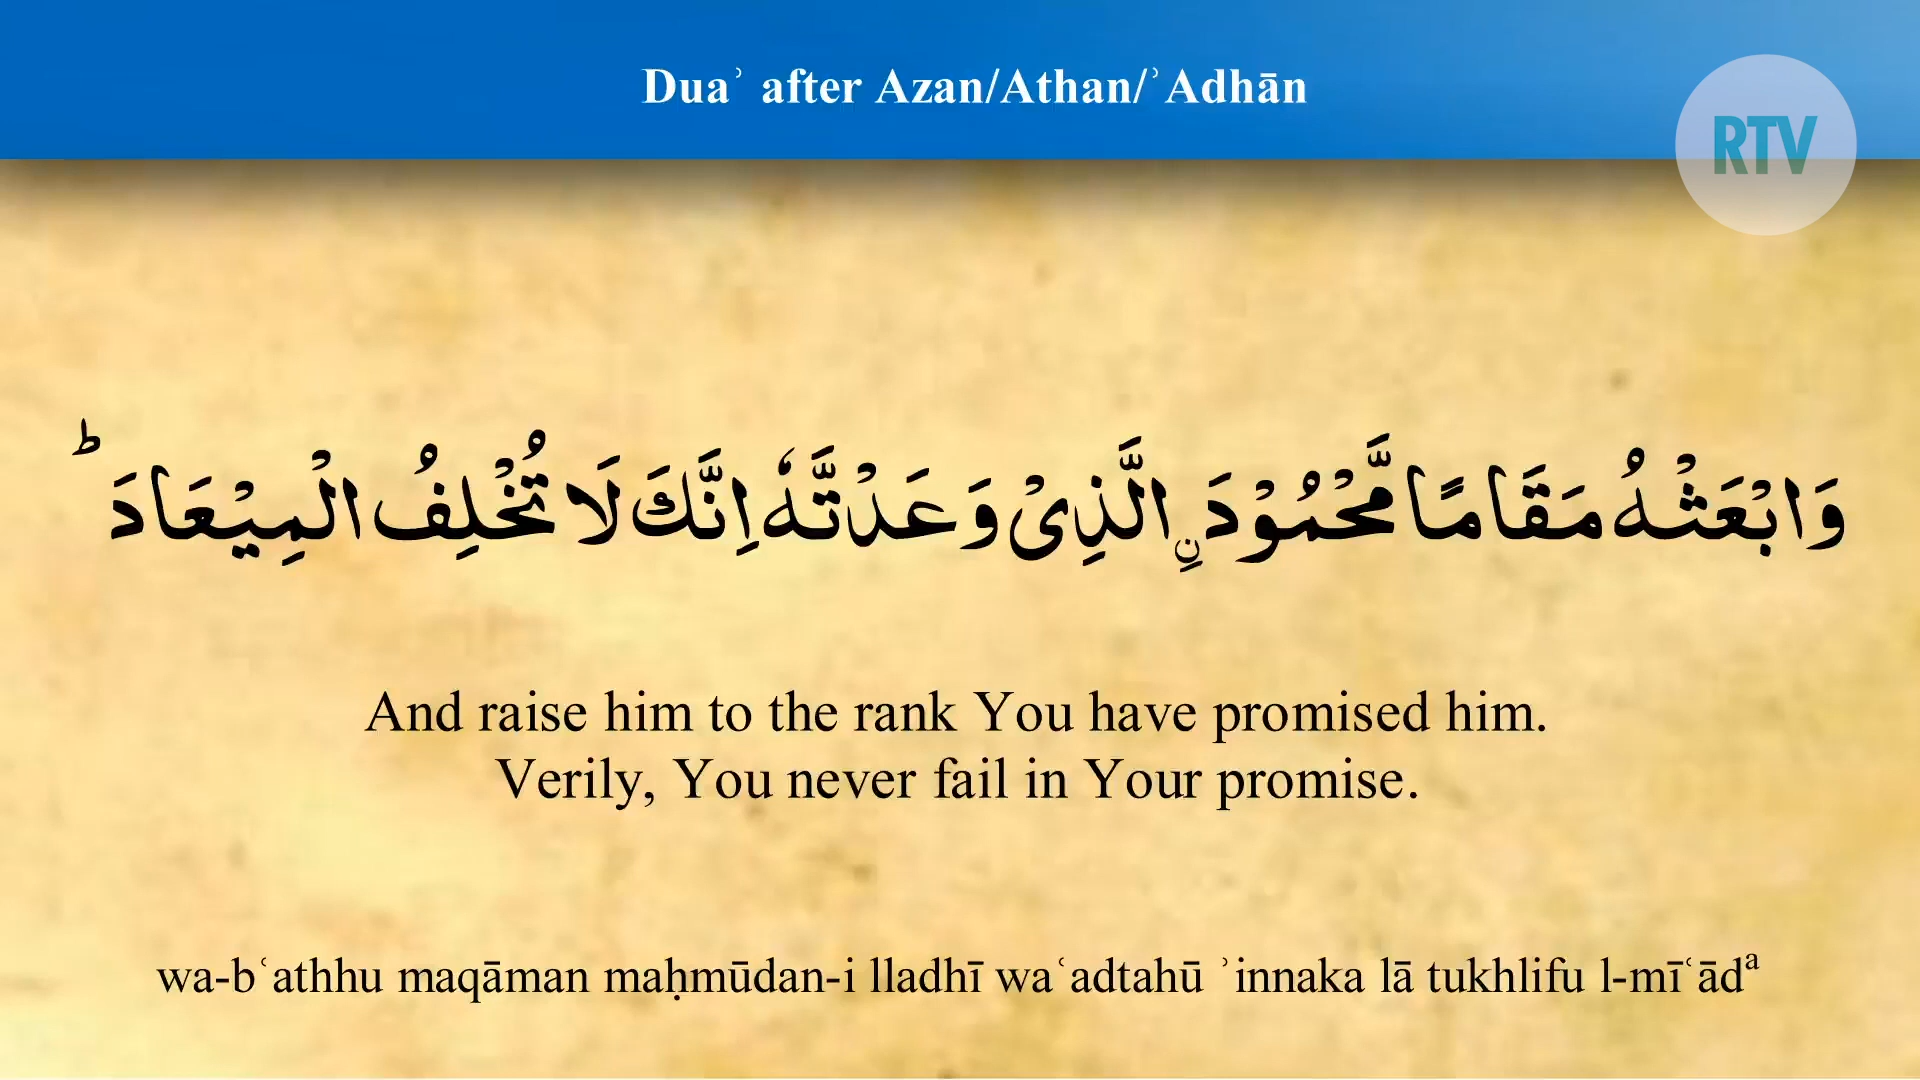 Duaʾ after Azan/Athan/ʾAdhān
RTV
وَابْعَثْهُ مَقَامًا مَّحْمُوْدَ ۨالَّذِىْ وَعَدْتَّهٗ اِنَّكَ لَا تُخْلِفُ الْمِيْعَادَ ؕ
And raise him to the rank You have promised him.
Verily, You never fail in Your promise.
wa-bʿathhu maqāman maḥmūdan-i lladhī waʿadtahū ʾinnaka lā tukhlifu l-mīʿādᵃ